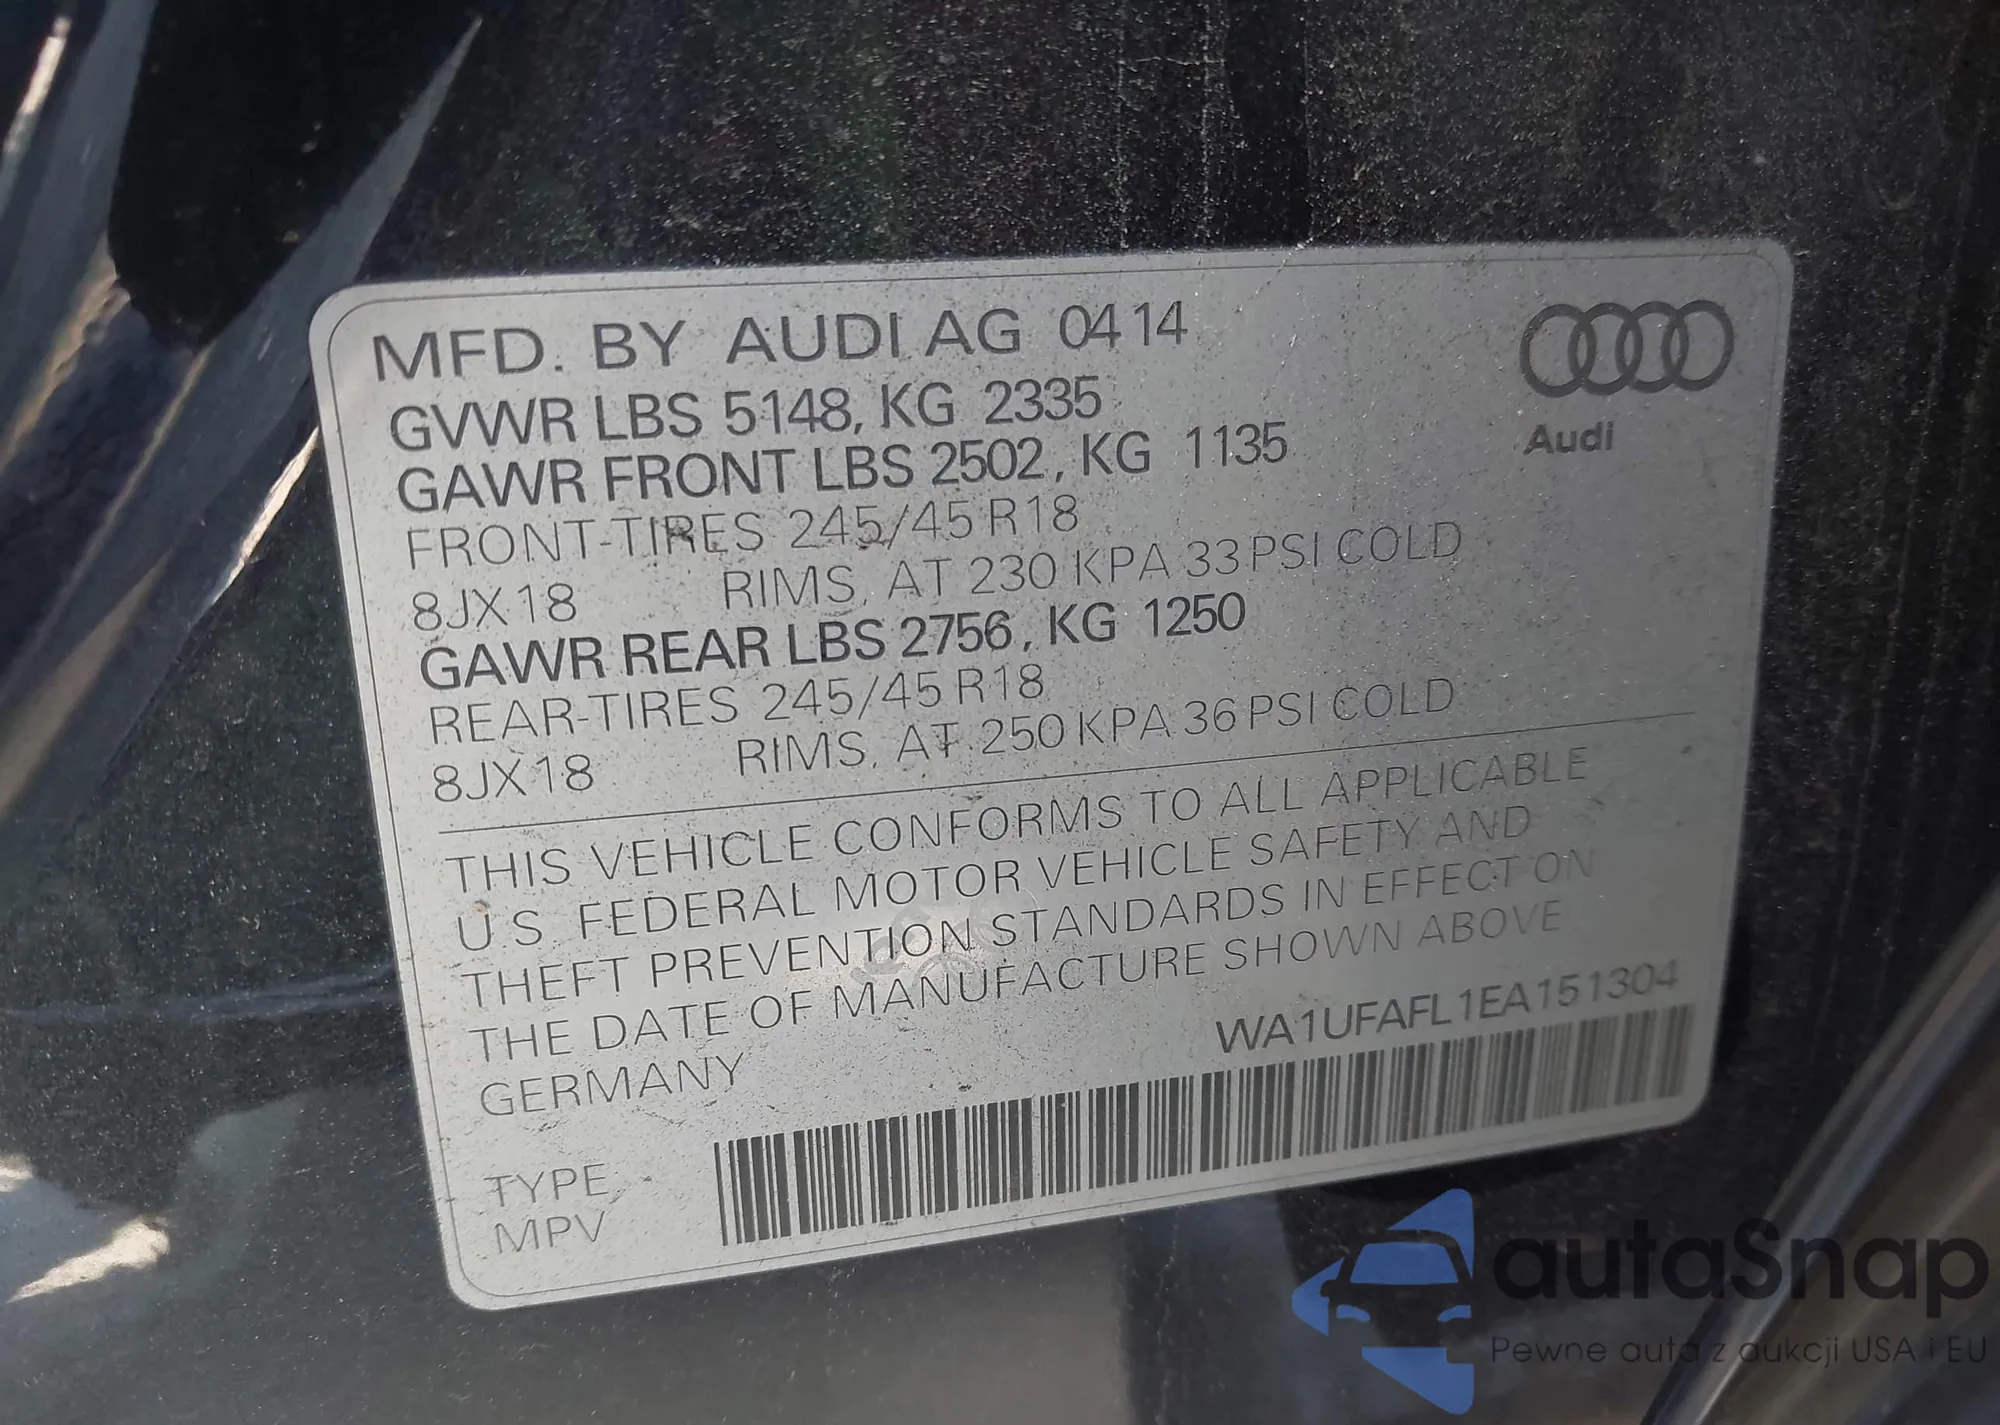 MFD. BY AUDI AG 04 14
GVWR LBS 5148, KG 2335
GAWR FRONT LBS 2502, KG 1135
FRONT-TIRES 245/45 R18
8JX18 RIMS, AT 230 KPA 33 PSI COLD
GAWR REAR LBS 2756, KG 1250
REAR-TIRES 245/45 R18
8JX18 RIMS, AT 250 KPA 36 PSI COLD
Audi
THIS VEHICLE CONFORMS TO ALL APPLICABLE
U.S. FEDERAL MOTOR VEHICLE SAFETY AND
THEFT PREVENTION STANDARDS IN EFFECT ON
THE DATE OF MANUFACTURE SHOWN ABOVE
GERMANY
WA1UFAFL1EA151304
TYPE
MPV
autaSnap
Pewne auta z aukcji USA i EU